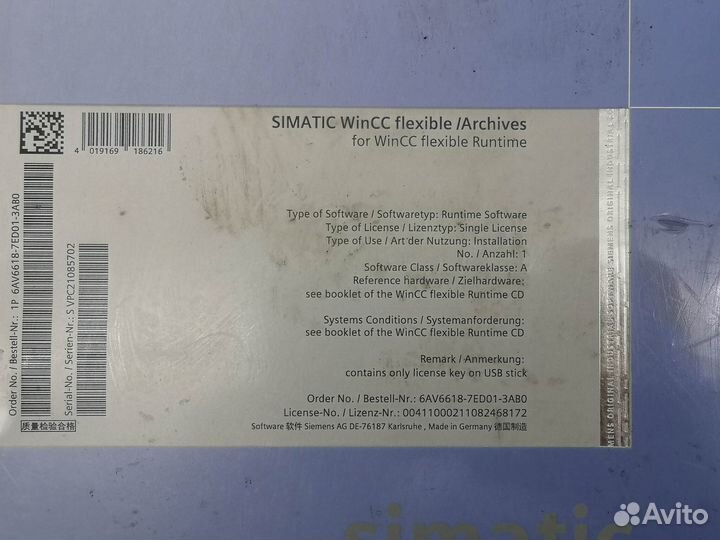 SIMATIC WinCC flexible /Archives
for WinCC flexible Runtime
4 019169 186216
Type of Software / Softwaretyp: Runtime Software
Type of License / Lizenztyp: Single License
Type of Use / Art der Nutzung: Installation
No. / Anzahl: 1
Software Class / Softwareklasse: A
Reference hardware / Zielhardware:
see booklet of the WinCC flexible Runtime CD
Systems Conditions / Systemanforderung:
see booklet of the WinCC flexible Runtime CD
Remark / Anmerkung:
contains only license key on USB stick
Order No. / Bestell-Nr.: 6AV6618-7ED01-3AB0
License-No. / Lizenz-Nr.: 00411000211082468172
Software 软件 Siemens AG DE-76187 Karlsruhe , Made in Germany 德国制造
Order No. / Bestell-Nr.: 1P 6AV6618-7ED01-3AB0
Serial-No. / Serien-Nr.: S VPC21085702
质量检验合格
SIEMENS ORIGINAL INDUSTRIAL
simatic
Avito